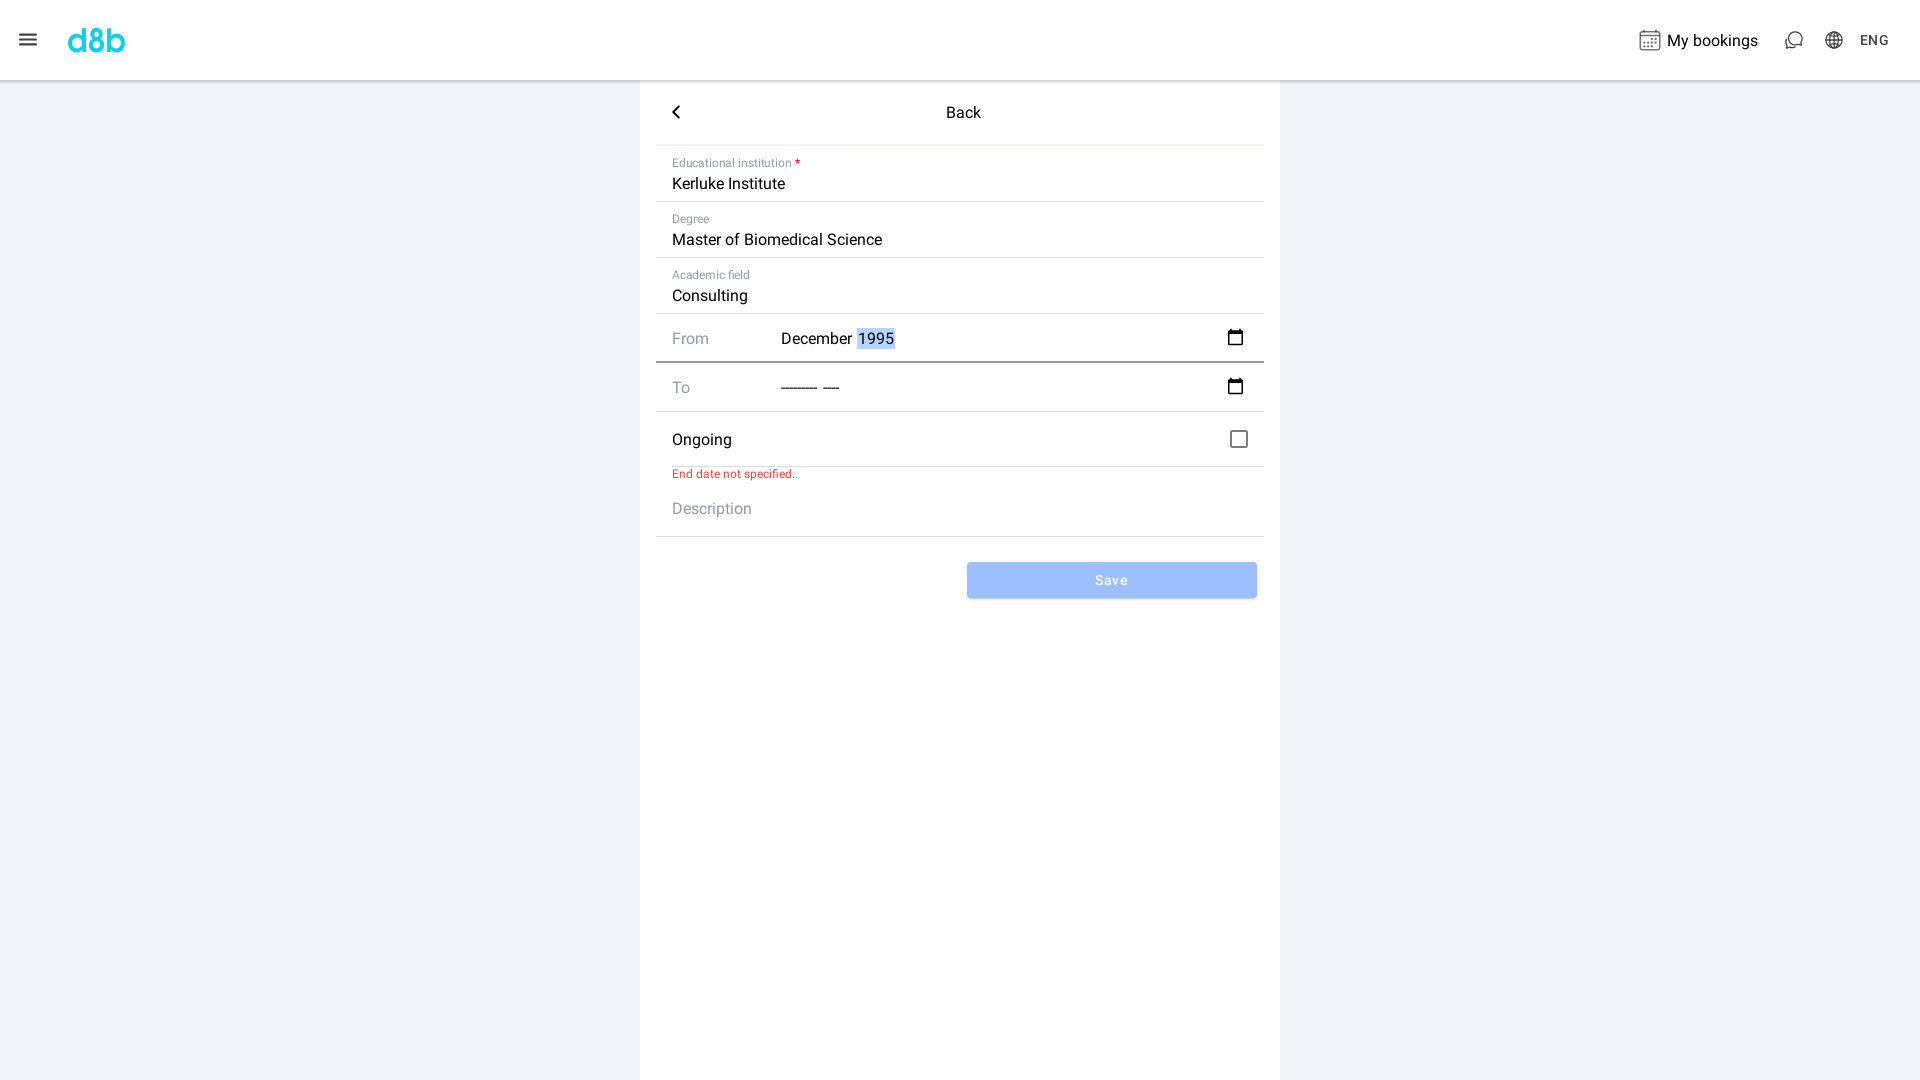 d8b
My bookings
ENG
Back
Educational institution *
Kerluke Institute
Degree
Master of Biomedical Science
Academic field
Consulting
From December 1995
To --------- ----
Ongoing
End date not specified.
Description
Save